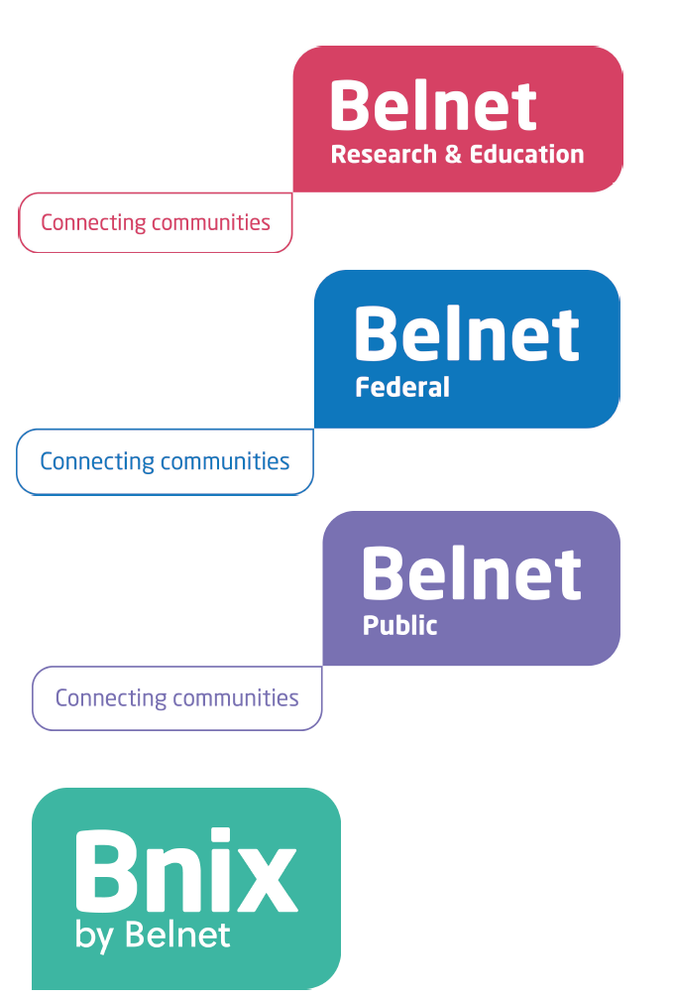 Belnet
Research & Education
Connecting communities
Belnet
Federal
Connecting communities
Belnet
Public
Connecting communities
Bnix
by Belnet